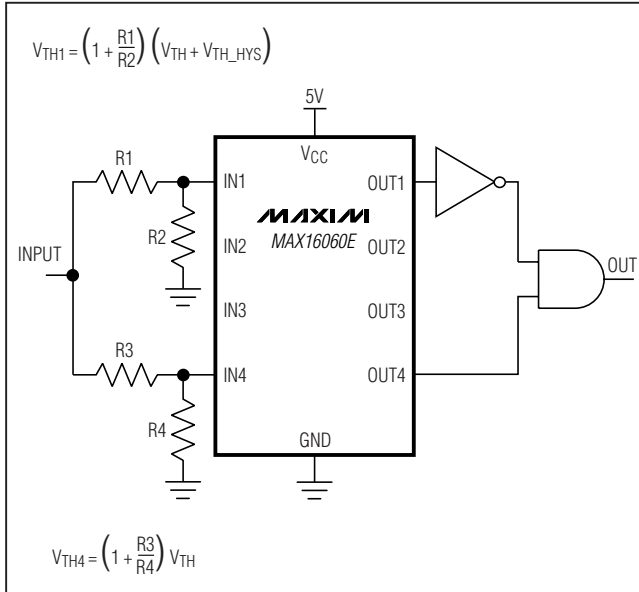 VTH1 = (1 + R1/R2) (VTH + VTH_HYS)
5V
VCC
R1
IN1
OUT1
MAXIM
MAX16060E
R2
IN2
OUT2
INPUT
OUT
IN3
OUT3
R3
IN4
OUT4
R4
GND
VTH4 = (1 + R3/R4) VTH